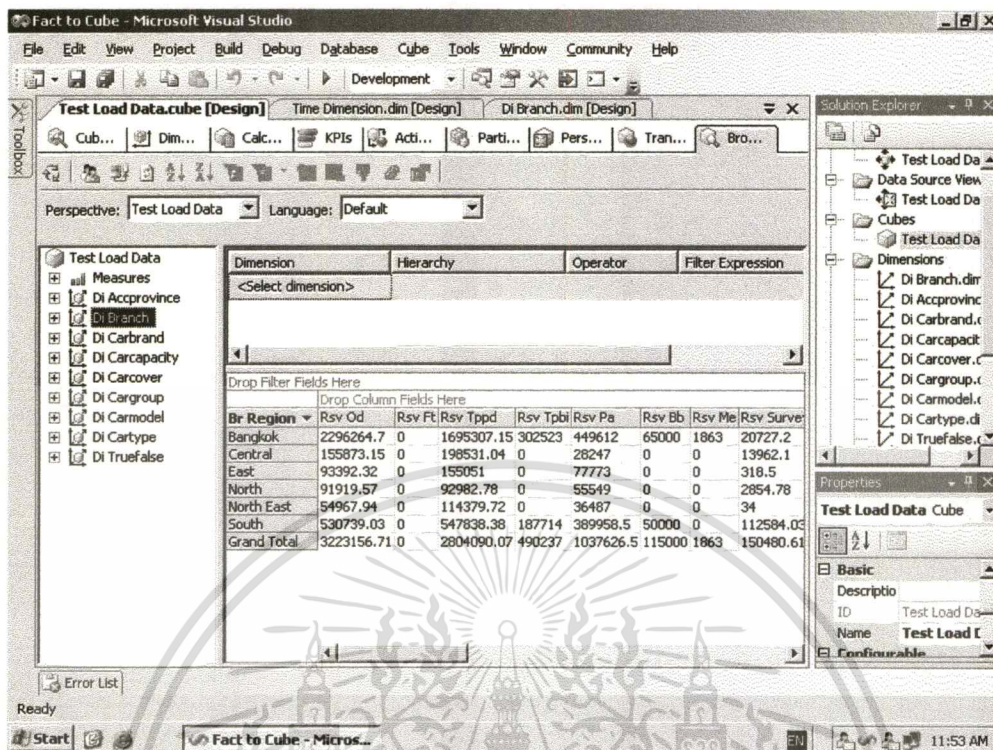 Fact to Cube - Microsoft Visual Studio
File Edit View Project Build Debug Database Cube Tools Window Community Help
Development
Test Load Data.cube [Design] Time Dimension.dim [Design] Di Branch.dim [Design]
Cub... Dim... Calc... KPIs Acti... Parti... Pers... Tran... Bro...
Toolbox
Perspective: Test Load Data Language: Default
Test Load Data
Measures
Di Accprovince
Di Branch
Di Carbrand
Di Carcapacity
Di Carcover
Di Cargroup
Di Carmodel
Di Cartype
Di Truefalse
Dimension Hierarchy Operator Filter Expression
<Select dimension>
Drop Filter Fields Here
Drop Column Fields Here
Br Region Rsv Od Rsv Ft Rsv Tppd Rsv Tpbi Rsv Pa Rsv Bb Rsv Me Rsv Surve
Bangkok 2296264.7 0 1695307.15 302523 449612 65000 1863 20727.2
Central 155873.15 0 198531.04 0 28247 0 0 13962.1
East 93392.32 0 155051 0 77773 0 0 318.5
North 91919.57 0 92982.78 0 55549 0 0 2854.78
North East 54967.94 0 114379.72 0 36487 0 0 34
South 530739.03 0 547838.38 187714 389958.5 50000 0 112584.03
Grand Total 3223156.71 0 2804090.07 490237 1037626.5 115000 1863 150480.61
Solution Explorer
Test Load Da
Data Source View
Test Load Da
Cubes
Test Load Da
Dimensions
Di Branch.dim
Di Accprovinc
Di Carbrand.c
Di Carcapacit
Di Carcover.c
Di Cargroup.c
Di Carmodel.c
Di Cartype.di
Di Truefalse.c
Properties
Test Load Data Cube
Basic
Descriptio
ID Test Load Da
Name Test Load D
Configurable
Error List
Ready
Start Fact to Cube - Micros... EN 11:53 AM